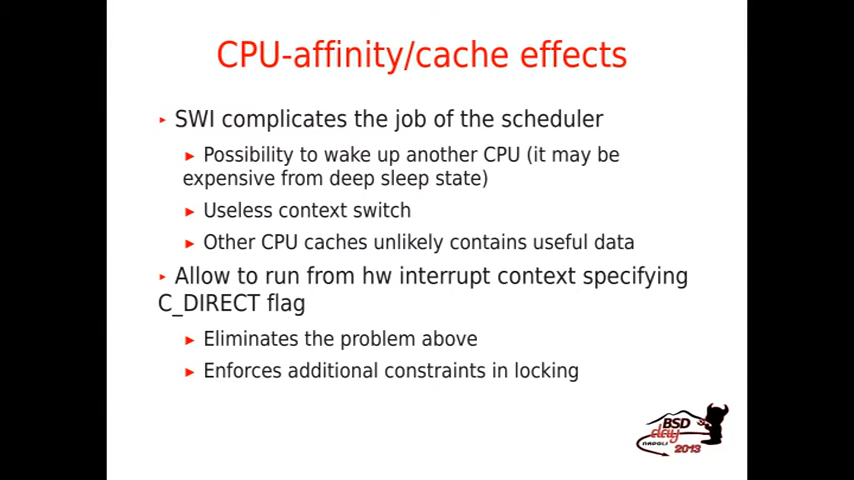 CPU-affinity/cache effects
▸ SWI complicates the job of the scheduler
► Possibility to wake up another CPU (it may be
expensive from deep sleep state)
► Useless context switch
► Other CPU caches unlikely contains useful data
▸ Allow to run from hw interrupt context specifying
C_DIRECT flag
► Eliminates the problem above
► Enforces additional constraints in locking
BSD
day
NAPOLI
2013